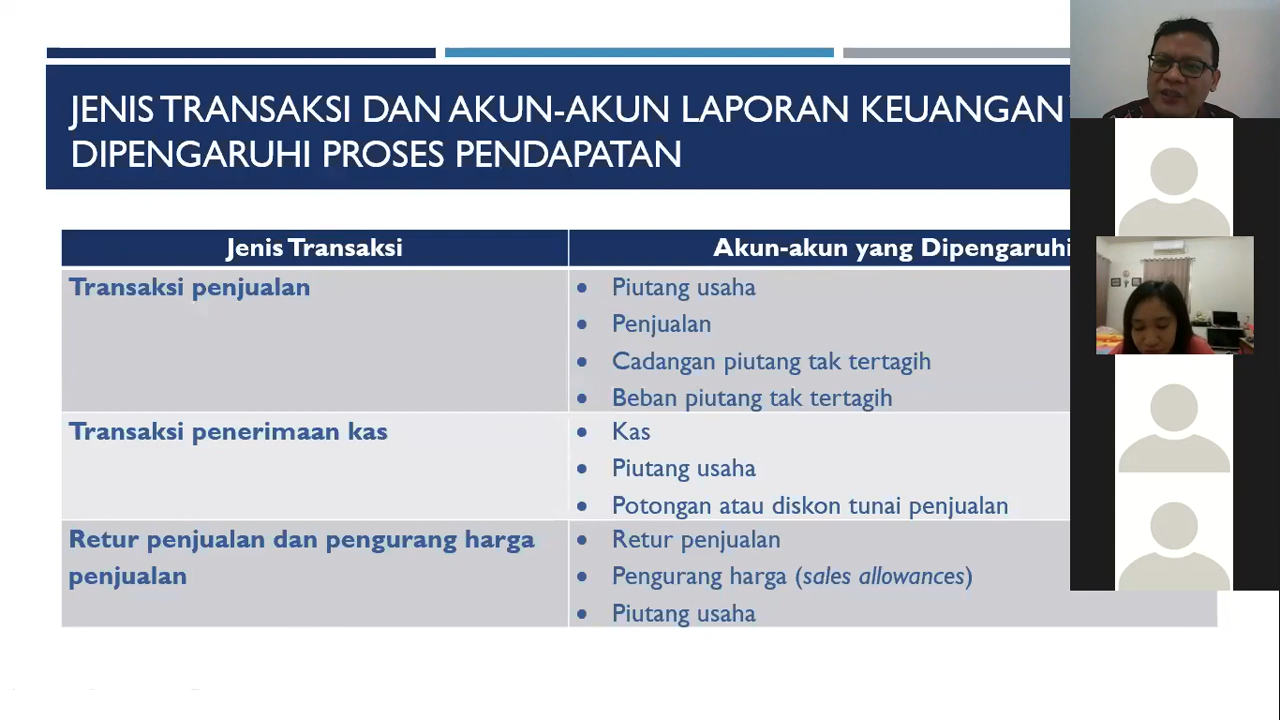 JENIS TRANSAKSI DAN AKUN-AKUN LAPORAN KEUANGAN
DIPENGARUHI PROSES PENDAPATAN
Jenis Transaksi
Akun-akun yang Dipengaruhi
Transaksi penjualan
• Piutang usaha
• Penjualan
• Cadangan piutang tak tertagih
• Beban piutang tak tertagih
Transaksi penerimaan kas
• Kas
• Piutang usaha
• Potongan atau diskon tunai penjualan
Retur penjualan dan pengurang harga
penjualan
• Retur penjualan
• Pengurang harga (sales allowances)
• Piutang usaha